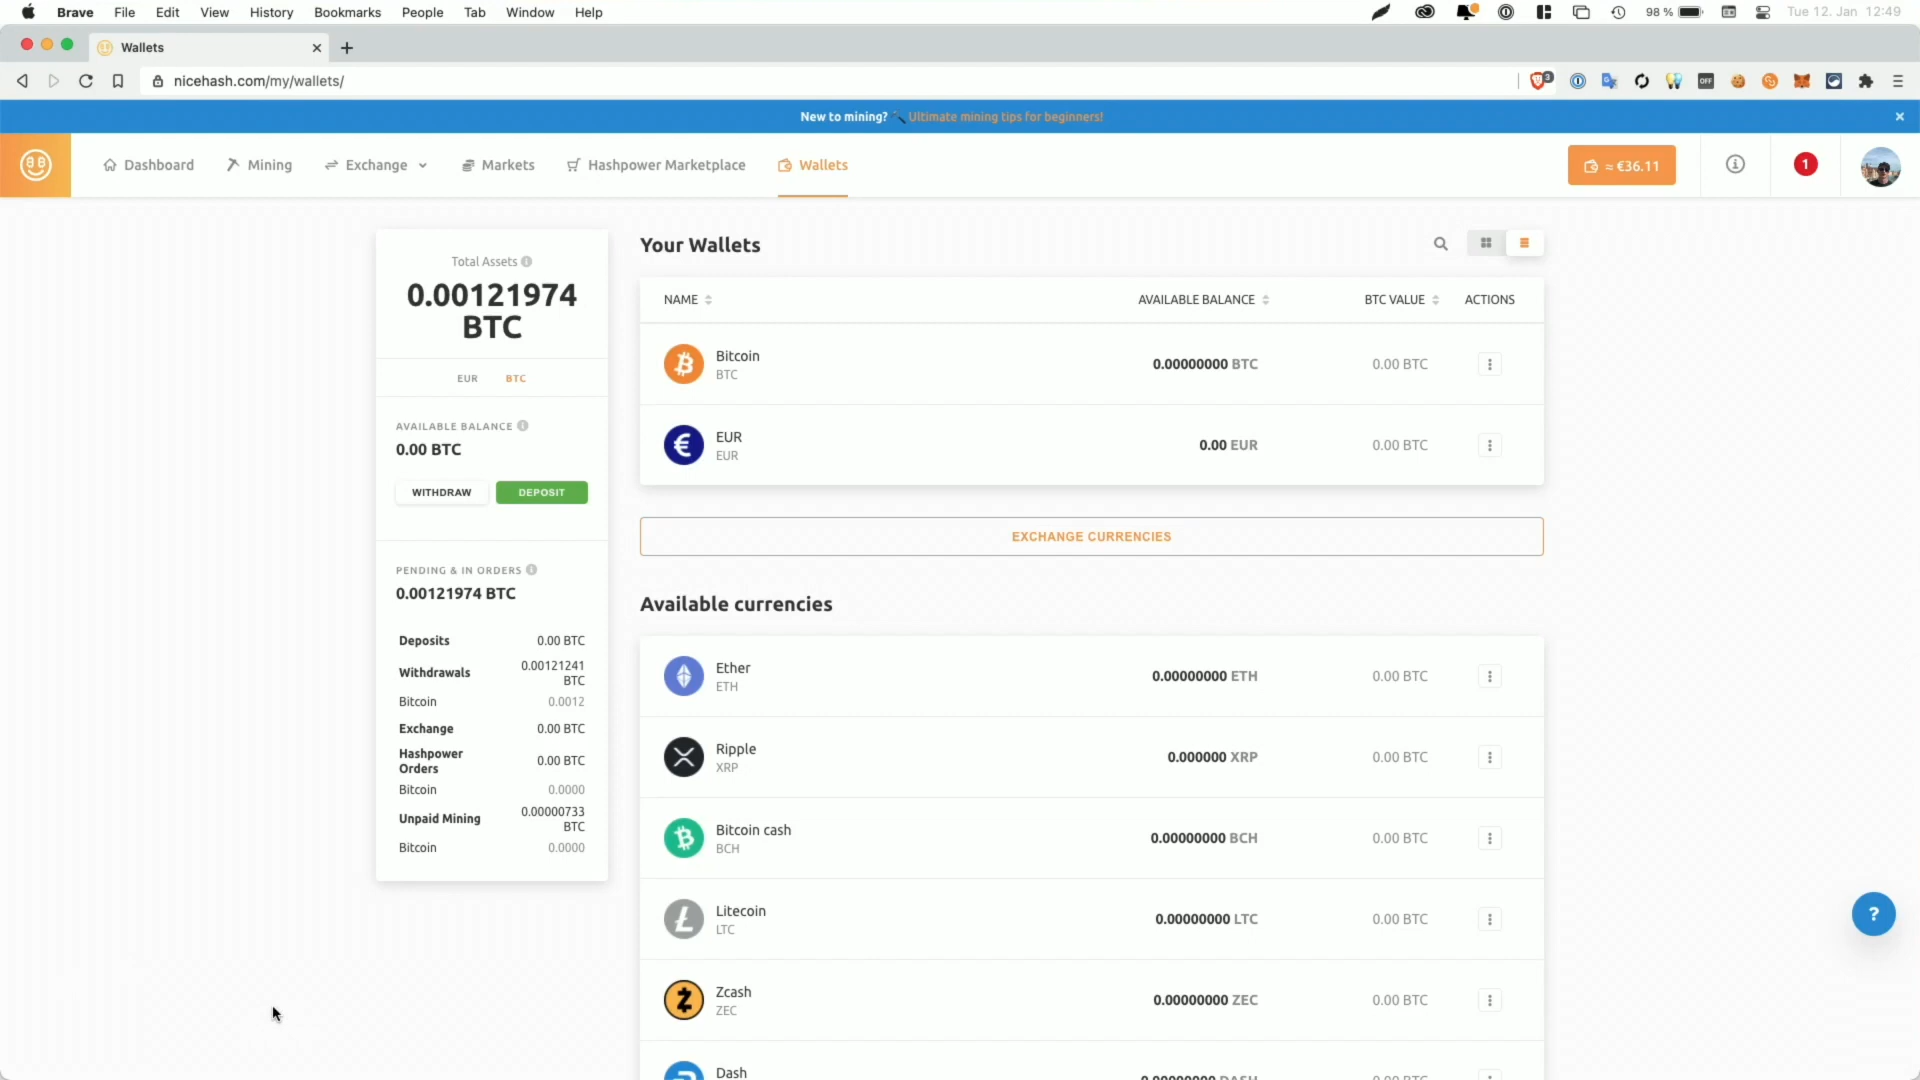 Brave File Edit View History Bookmarks People Tab Window Help
98 % Tue 12. Jan 12:49
Wallets
nicehash.com/my/wallets/
3
OFF
New to mining? Ultimate mining tips for beginners!
Dashboard Mining Exchange Markets Hashpower Marketplace Wallets
≈ €36.11
1
Total Assets
0.00121974
BTC
EUR BTC
AVAILABLE BALANCE
0.00 BTC
WITHDRAW DEPOSIT
PENDING & IN ORDERS
0.00121974 BTC
Deposits 0.00 BTC
Withdrawals 0.00121241
BTC
Bitcoin 0.0012
Exchange 0.00 BTC
Hashpower
Orders 0.00 BTC
Bitcoin 0.0000
Unpaid Mining 0.00000733
BTC
Bitcoin 0.0000
Your Wallets
NAME AVAILABLE BALANCE BTC VALUE ACTIONS
Bitcoin
BTC
0.00000000 BTC 0.00 BTC
EUR
EUR
0.00 EUR 0.00 BTC
EXCHANGE CURRENCIES
Available currencies
Ether
ETH
0.00000000 ETH 0.00 BTC
Ripple
XRP
0.000000 XRP 0.00 BTC
Bitcoin cash
BCH
0.00000000 BCH 0.00 BTC
Litecoin
LTC
0.00000000 LTC 0.00 BTC
Zcash
ZEC
0.00000000 ZEC 0.00 BTC
Dash
0.00000000 DASH 0.00 BTC
?